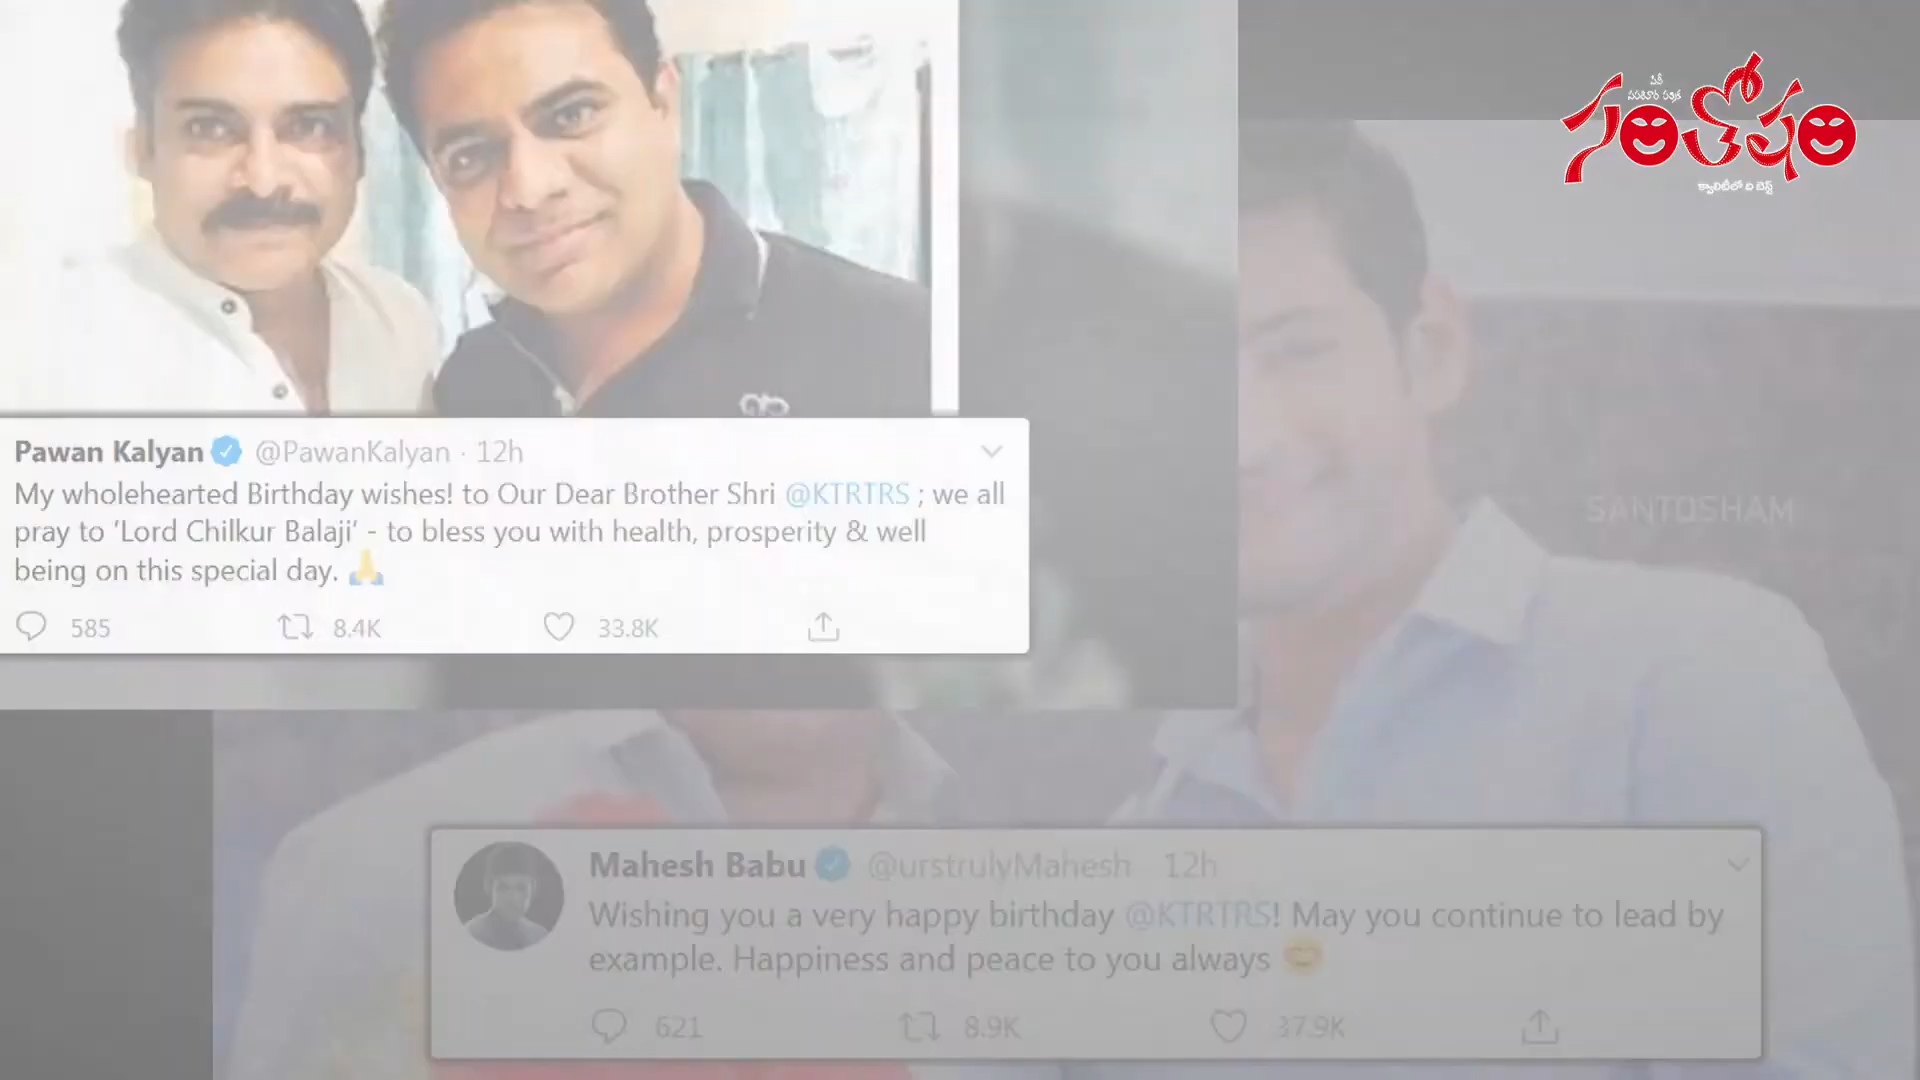 సంతోషం
క్వాలిటీలో ది బెస్ట్
Pawan Kalyan @PawanKalyan · 12h
My wholehearted Birthday wishes! to Our Dear Brother Shri @KTRTRS ; we all
pray to ‘Lord Chilkur Balaji’ - to bless you with health, prosperity & well
being on this special day. 🙏
585 8.4K 33.8K
SANTOSHAM
Mahesh Babu @urstrulyMahesh · 12h
Wishing you a very happy birthday @KTRTRS! May you continue to lead by
example. Happiness and peace to you always 😊
621 8.9K 37.9K